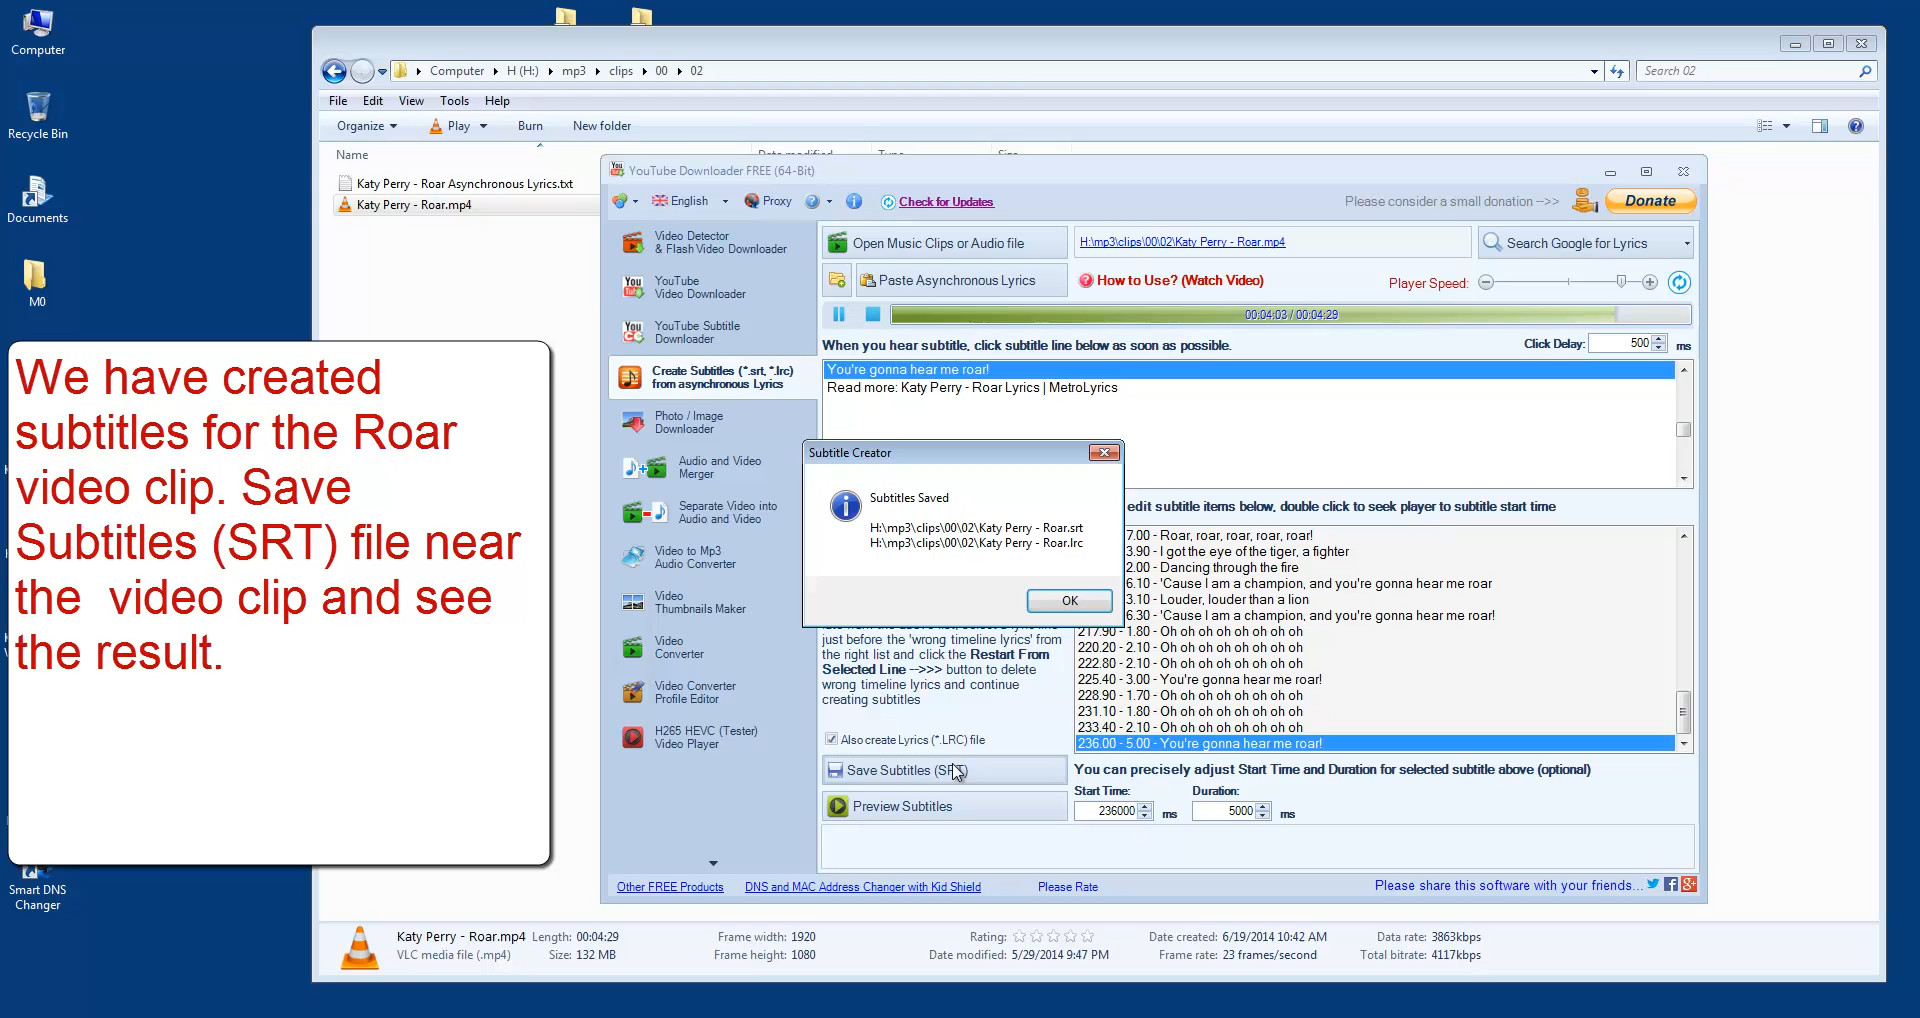 Computer
Recycle Bin
Documents
M0
Smart DNS
Changer
We have created
subtitles for the Roar
video clip. Save
Subtitles (SRT) file near
the  video clip and see
the result.
Computer H (H:) mp3 clips 00 02
Search 02
File Edit View Tools Help
Organize Play Burn New folder
Name
Date modified Type Size
Katy Perry - Roar Asynchronous Lyrics.txt
Katy Perry - Roar.mp4
YouTube Downloader FREE (64-Bit)
English Proxy Check for Updates
Please consider a small donation -->> Donate
Video Detector
& Flash Video Downloader
YouTube
Video Downloader
YouTube Subtitle
Downloader
Create Subtitles (*.srt, *.lrc)
from asynchronous Lyrics
Photo / Image
Downloader
Audio and Video
Merger
Separate Video into
Audio and Video
Video to Mp3
Audio Converter
Video
Thumbnails Maker
Video
Converter
Video Converter
Profile Editor
H265 HEVC (Tester)
Video Player
Open Music Clips or Audio file
H:\mp3\clips\00\02\Katy Perry - Roar.mp4
Search Google for Lyrics
Paste Asynchronous Lyrics
How to Use? (Watch Video)
Player Speed:
00:04:03 / 00:04:29
When you hear subtitle, click subtitle line below as soon as possible.
Click Delay: 500 ms
You're gonna hear me roar!
Read more: Katy Perry - Roar Lyrics | MetroLyrics
Subtitle Creator
Subtitles Saved
H:\mp3\clips\00\02\Katy Perry - Roar.srt
H:\mp3\clips\00\02\Katy Perry - Roar.lrc
OK
edit subtitle items below, double click to seek player to subtitle start time
7.00 - Roar, roar, roar, roar, roar!
3.90 - I got the eye of the tiger, a fighter
2.00 - Dancing through the fire
6.10 - 'Cause I am a champion, and you're gonna hear me roar
3.10 - Louder, louder than a lion
6.30 - 'Cause I am a champion, and you're gonna hear me roar!
217.90 - 1.80 - Oh oh oh oh oh oh oh
220.20 - 2.10 - Oh oh oh oh oh oh oh
222.80 - 2.10 - Oh oh oh oh oh oh oh
225.40 - 3.00 - You're gonna hear me roar!
228.90 - 1.70 - Oh oh oh oh oh oh oh
231.10 - 1.80 - Oh oh oh oh oh oh oh
233.40 - 2.10 - Oh oh oh oh oh oh oh
236.00 - 5.00 - You're gonna hear me roar!
just before the 'wrong timeline lyrics' from
the right list and click the Restart From
Selected Line -->>> button to delete
wrong timeline lyrics and continue
creating subtitles
Also create Lyrics (*.LRC) file
Save Subtitles (SRT)
Preview Subtitles
You can precisely adjust Start Time and Duration for selected subtitle above (optional)
Start Time: Duration:
236000 ms 5000 ms
Other FREE Products
DNS and MAC Address Changer with Kid Shield
Please Rate
Please share this software with your friends...
Katy Perry - Roar.mp4 Length: 00:04:29 Frame width: 1920 Rating: Date created: 6/19/2014 10:42 AM Data rate: 3863kbps
VLC media file (.mp4) Size: 132 MB Frame height: 1080 Date modified: 5/29/2014 9:47 PM Frame rate: 23 frames/second Total bitrate: 4117kbps